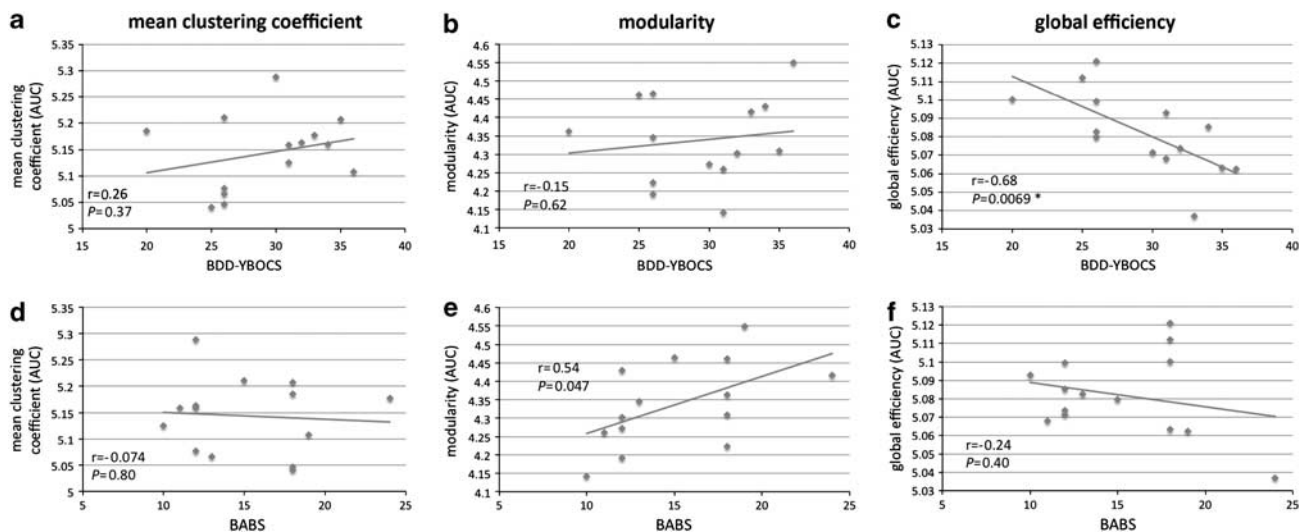 a mean clustering coefficient
mean clustering
coefficient (AUC)
5.35
5.3
5.25
5.2
5.15
5.1
5.05
5
r=0.26
P=0.37
15 20 25 30 35 40
BDD-YBOCS
b modularity
modularity (AUC)
4.6
4.55
4.5
4.45
4.4
4.35
4.3
4.25
4.2
4.15
4.1
r=-0.15
P=0.62
15 20 25 30 35 40
BDD-YBOCS
c global efficiency
global efficiency (AUC)
5.13
5.12
5.11
5.1
5.09
5.08
5.07
5.06
5.05
5.04
5.03
r=-0.68
P=0.0069 *
15 20 25 30 35 40
BDD-YBOCS
d
mean clustering
coefficient (AUC)
5.35
5.3
5.25
5.2
5.15
5.1
5.05
5
r=-0.074
P=0.80
5 10 15 20 25
BABS
e
modularity (AUC)
4.6
4.55
4.5
4.45
4.4
4.35
4.3
4.25
4.2
4.15
4.1
r=0.54
P=0.047
5 10 15 20 25
BABS
f
global efficiency (AUC)
5.13
5.12
5.11
5.1
5.09
5.08
5.07
5.06
5.05
5.04
5.03
r=-0.24
P=0.40
5 10 15 20 25
BABS